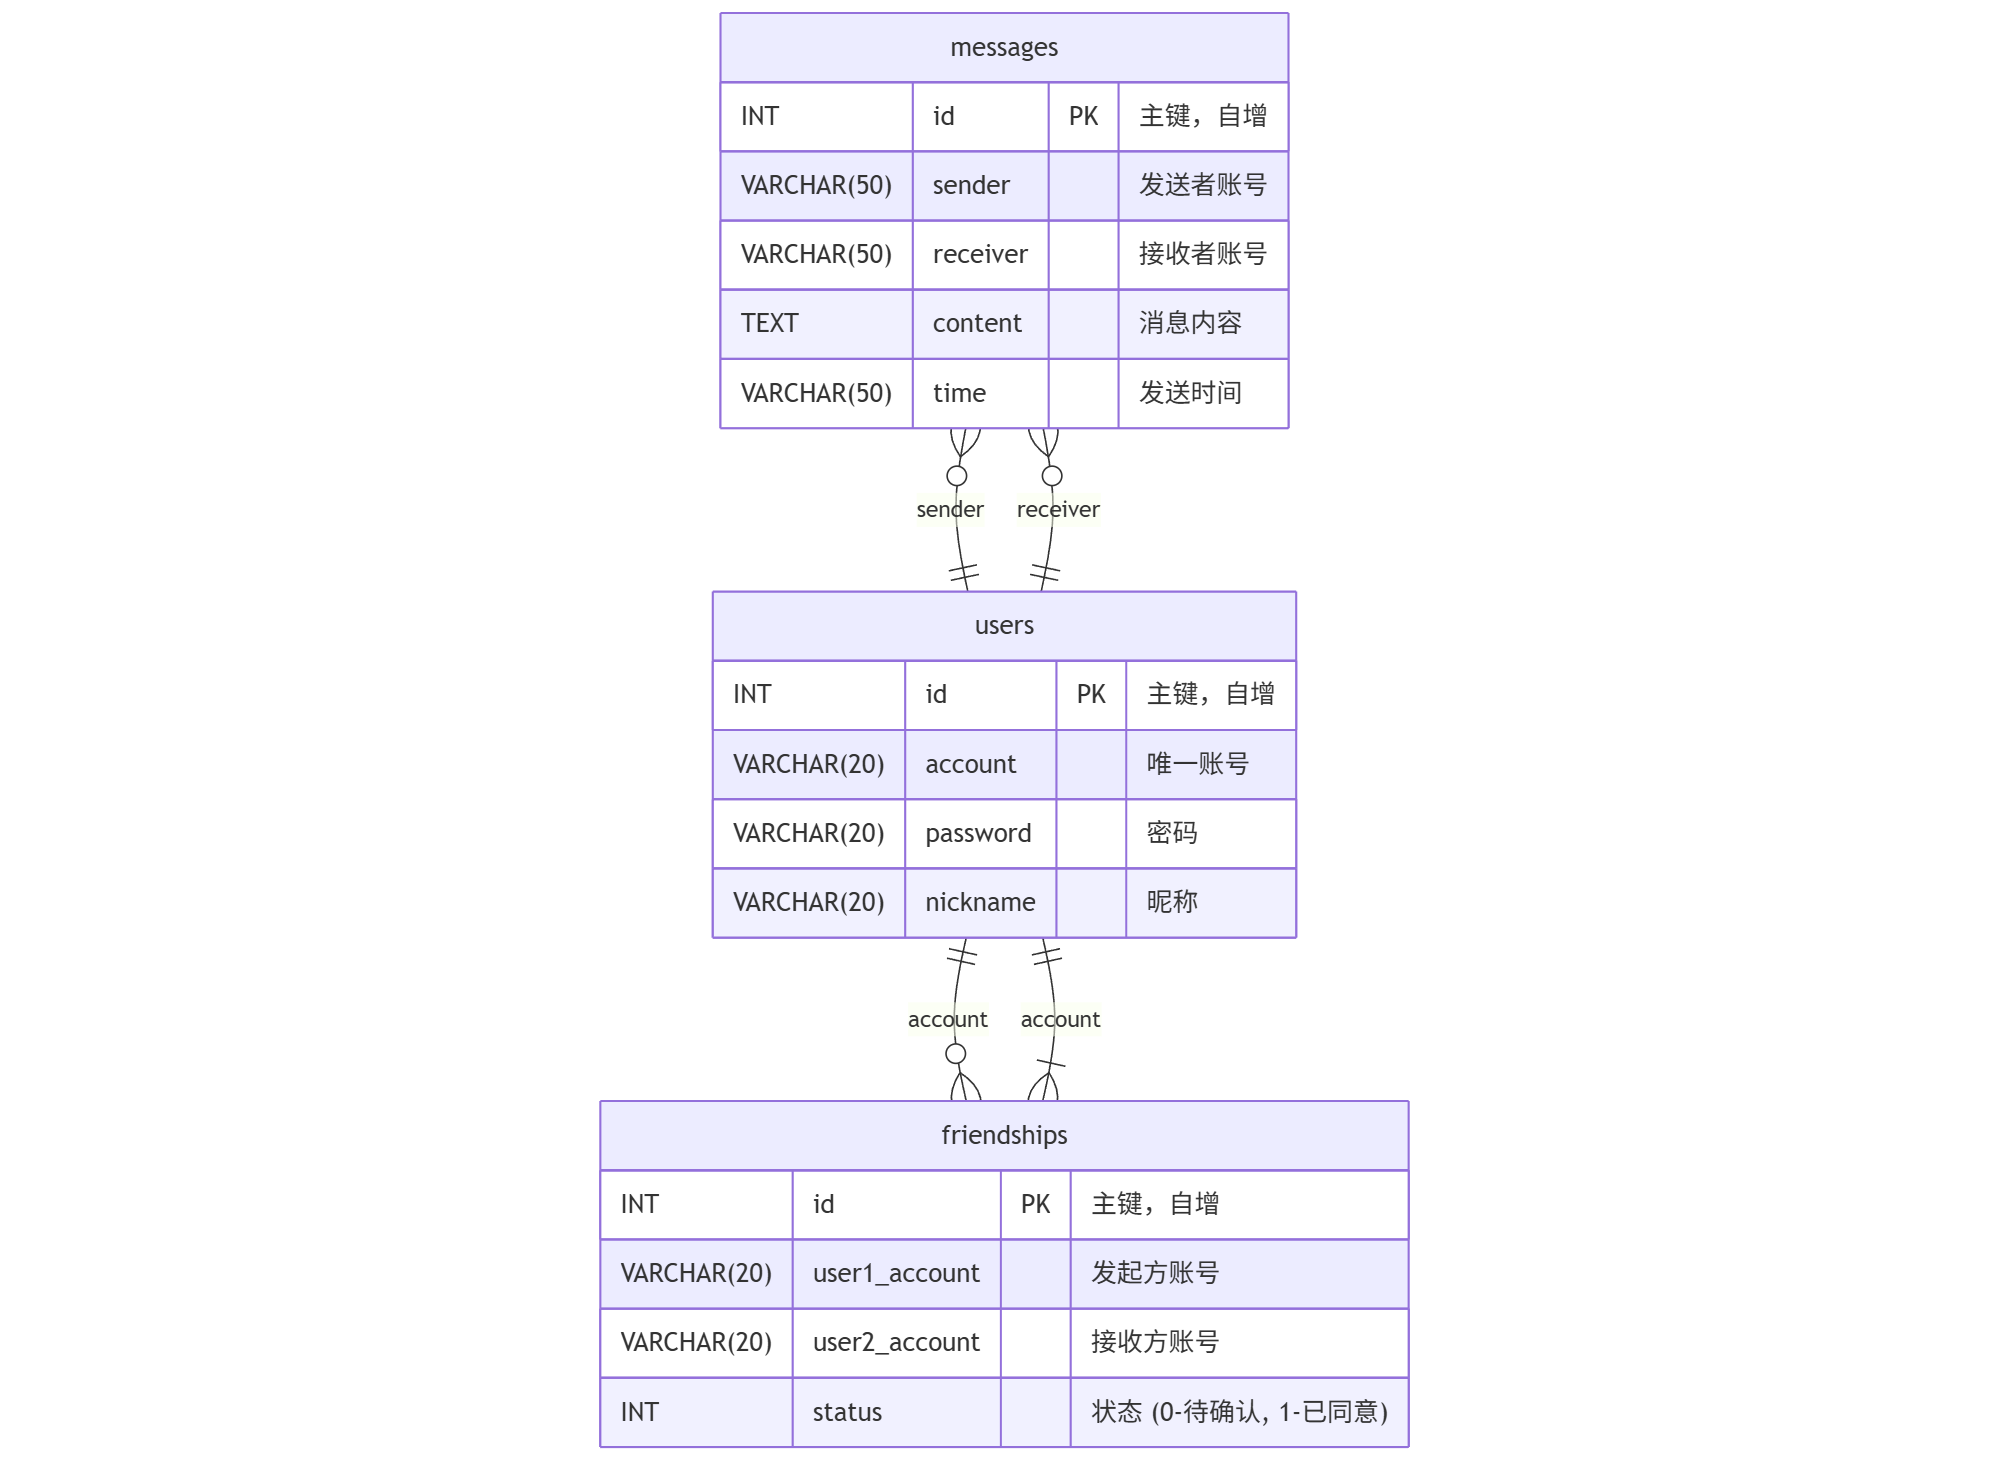 messages
INT id PK 主键，自增
VARCHAR(50) sender 发送者账号
VARCHAR(50) receiver 接收者账号
TEXT content 消息内容
VARCHAR(50) time 发送时间
sender receiver
users
INT id PK 主键，自增
VARCHAR(20) account 唯一账号
VARCHAR(20) password 密码
VARCHAR(20) nickname 昵称
account account
friendships
INT id PK 主键，自增
VARCHAR(20) user1_account 发起方账号
VARCHAR(20) user2_account 接收方账号
INT status 状态 (0-待确认, 1-已同意)